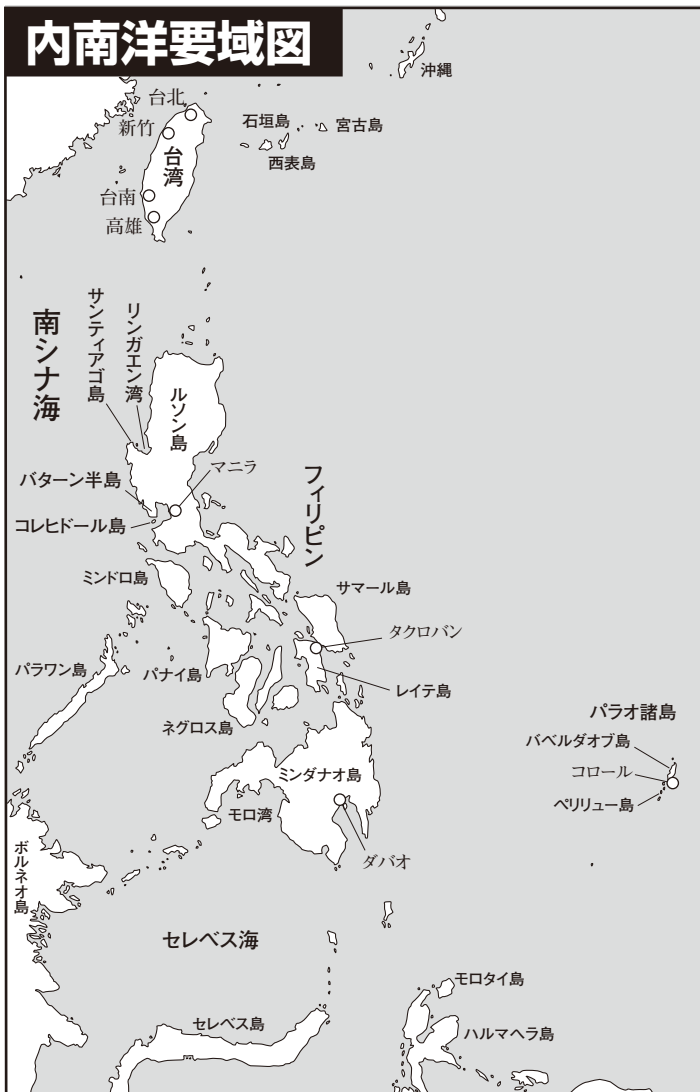 内南洋要域図
沖縄
台北
新竹
台湾
台南
高雄
石垣島
宮古島
西表島
南シナ海
サンティアゴ島
リンガエン湾
ルソン島
マニラ
バターン半島
コレヒドール島
フィリピン
ミンドロ島
サマール島
タクロバン
パラワン島
パナイ島
レイテ島
ネグロス島
パラオ諸島
バベルダオブ島
コロール
ペリリュー島
ミンダナオ島
モロ湾
ダバオ
ボルネオ島
セレベス海
モロタイ島
セレベス島
ハルマヘラ島